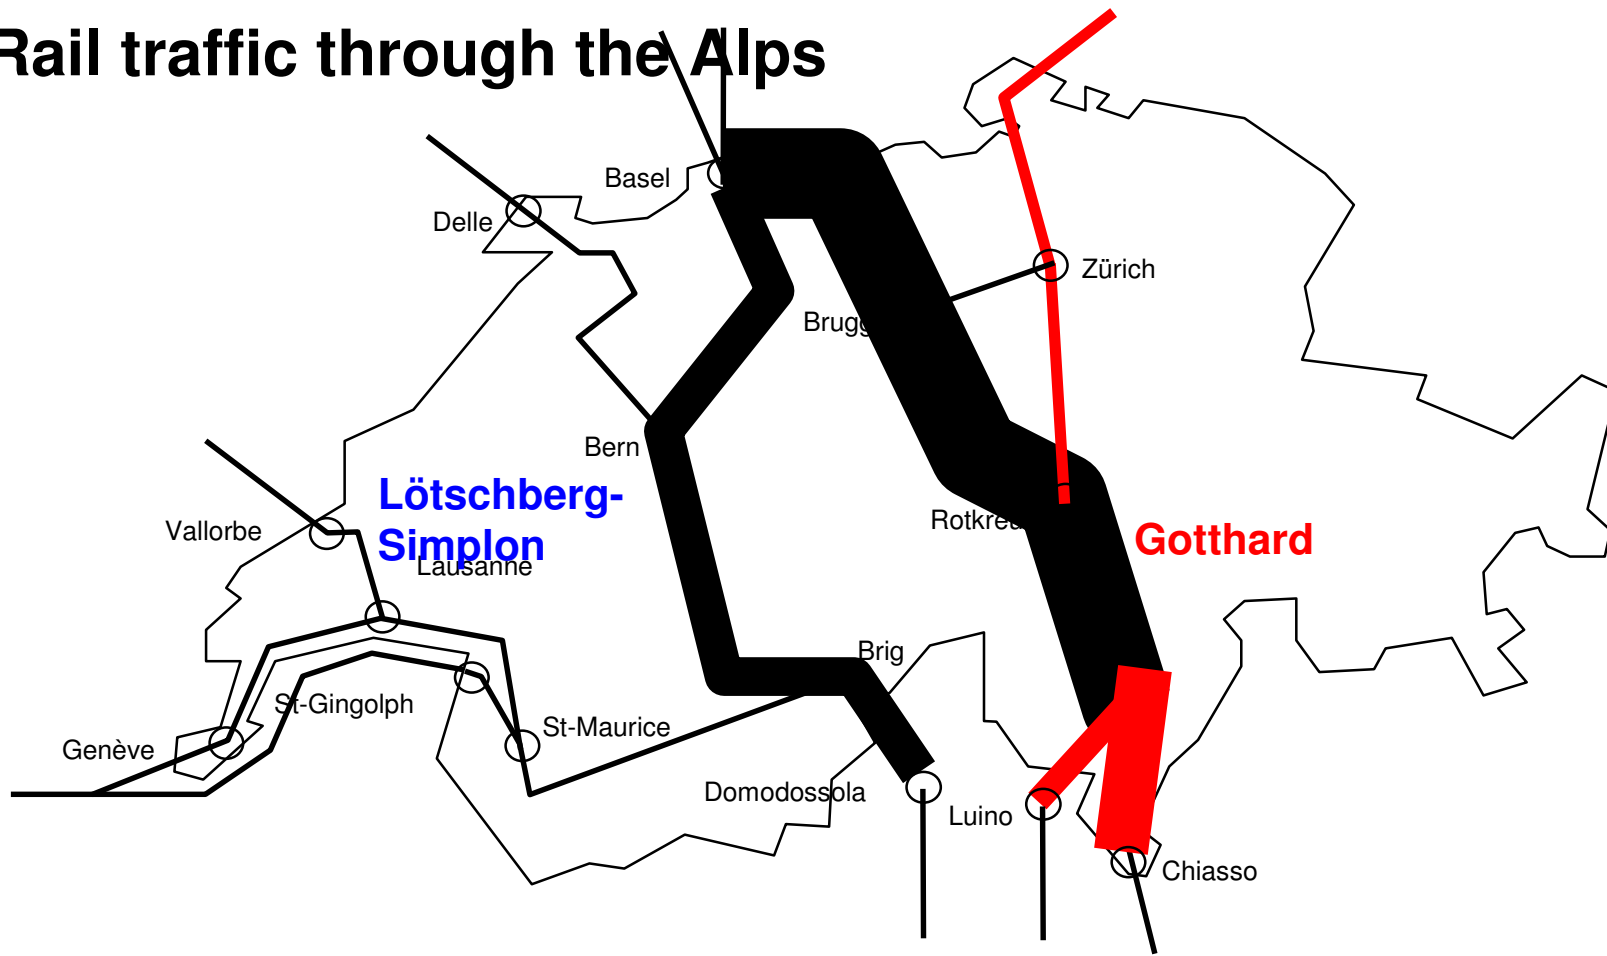 Rail traffic through the Alps
Basel
Delle
Zürich
Brugg
Bern
Lötschberg-
Simplon
Vallorbe
Lausanne
Rotkreu
Gotthard
Brig
St-Gingolph
St-Maurice
Genève
Domodossola
Luino
Chiasso